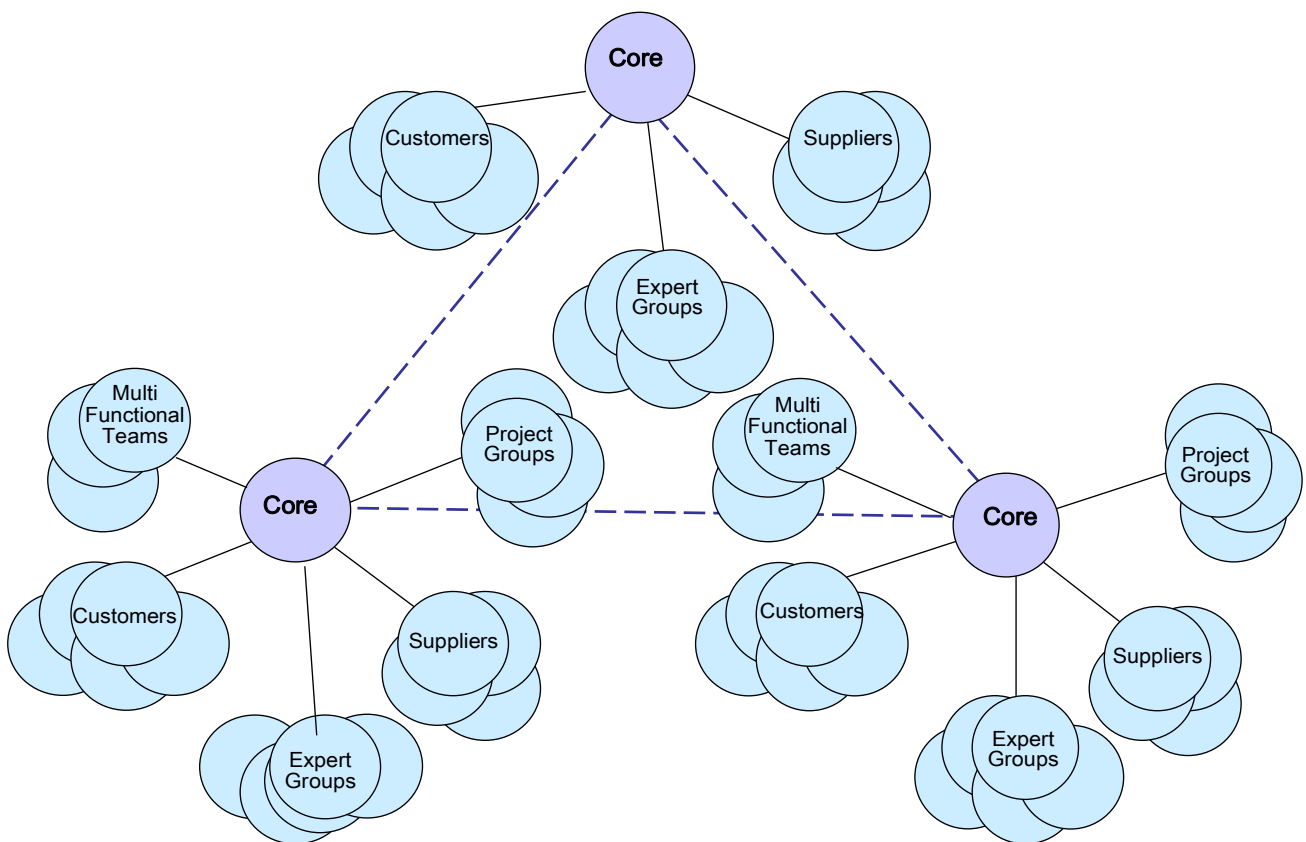 Core
Customers
Suppliers
Expert
Groups
Multi
Functional
Teams
Project
Groups
Multi
Functional
Teams
Project
Groups
Core
Core
Customers
Suppliers
Customers
Suppliers
Expert
Groups
Expert
Groups